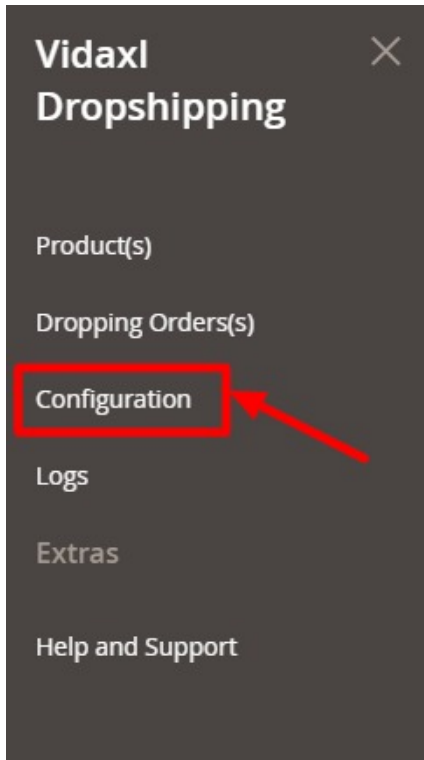 Vidaxl
Dropshipping
Product(s)
Dropping Orders(s)
Configuration
Logs
Extras
Help and Support